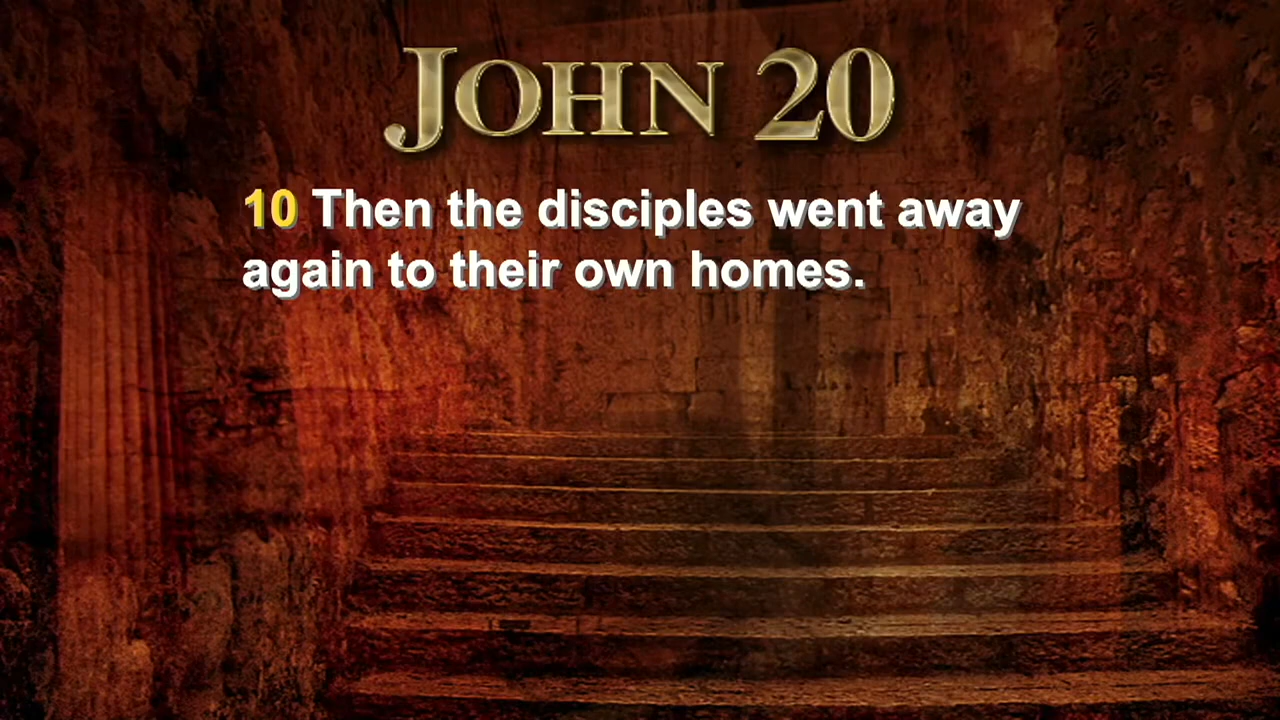 JOHN 20
10 Then the disciples went away
again to their own homes.